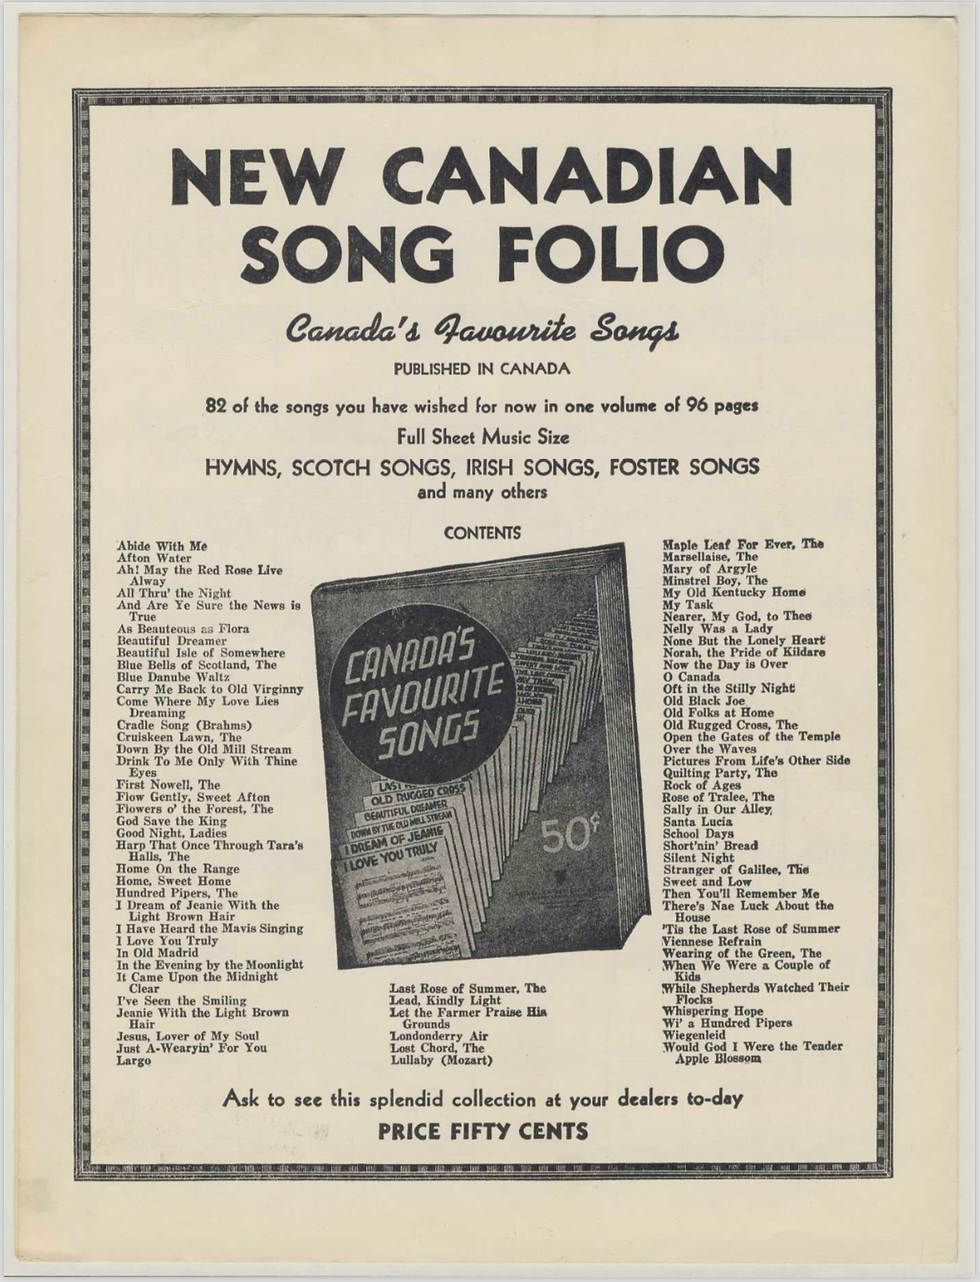 NEW CANADIAN
SONG FOLIO
Canada's Favourite Songs
PUBLISHED IN CANADA
82 of the songs you have wished for now in one volume of 96 pages
Full Sheet Music Size
HYMNS, SCOTCH SONGS, IRISH SONGS, FOSTER SONGS
and many others
CONTENTS
Abide With Me
Afton Water
Ah! May the Red Rose Live
Alway
All Thru' the Night
And Are Ye Sure the News is
True
As Beauteous as Flora
Beautiful Dreamer
Beautiful Isle of Somewhere
Blue Bells of Scotland, The
Blue Danube Waltz
Carry Me Back to Old Virginny
Come Where My Love Lies
Dreaming
Cradle Song (Brahms)
Cruiskeen Lawn, The
Down By the Old Mill Stream
Drink To Me Only With Thine
Eyes
First Nowell, The
Flow Gently, Sweet Afton
Flowers o' the Forest, The
God Save the King
Good Night, Ladies
Harp That Once Through Tara's
Halls, The
Home On the Range
Home, Sweet Home
Hundred Pipers, The
I Dream of Jeanie With the
Light Brown Hair
I Have Heard the Mavis Singing
I Love You Truly
In Old Madrid
In the Evening by the Moonlight
It Came Upon the Midnight
Clear
I've Seen the Smiling
Jeanie With the Light Brown
Hair
Jesus, Lover of My Soul
Just A-Wearyin' For You
Largo
CANADA'S
FAVOURITE
SONGS
OLD RUGGED CROSS
BEAUTIFUL DREAMER
DOWN BY THE OLD MILL STREAM
I DREAM OF JEANIE
I LOVE YOU TRULY
50¢
Last Rose of Summer, The
Lead, Kindly Light
Let the Farmer Praise His
Grounds
Londonderry Air
Lost Chord, The
Lullaby (Mozart)
Maple Leaf For Ever, The
Marsellaise, The
Mary of Argyle
Minstrel Boy, The
My Old Kentucky Home
My Task
Nearer, My God, to Thee
Nelly Was a Lady
None But the Lonely Heart
Norah, the Pride of Kildare
Now the Day is Over
O Canada
Oft in the Stilly Night
Old Black Joe
Old Folks at Home
Old Rugged Cross, The
Open the Gates of the Temple
Over the Waves
Pictures From Life's Other Side
Quilting Party, The
Rock of Ages
Rose of Tralee, The
Sally in Our Alley
Santa Lucia
School Days
Short'nin' Bread
Silent Night
Stranger of Galilee, The
Sweet and Low
Then You'll Remember Me
There's Nae Luck About the
House
'Tis the Last Rose of Summer
Viennese Refrain
Wearing of the Green, The
When We Were a Couple of
Kids
While Shepherds Watched Their
Flocks
Whispering Hope
Wi' a Hundred Pipers
Wiegenleid
Would God I Were the Tender
Apple Blossom
Ask to see this splendid collection at your dealers to-day
PRICE FIFTY CENTS